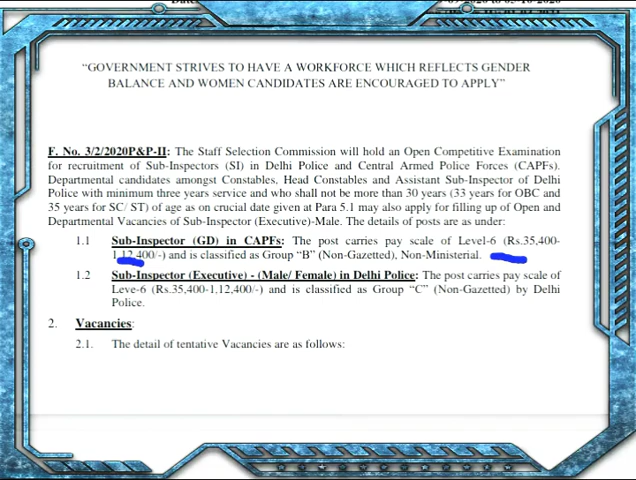 “GOVERNMENT STRIVES TO HAVE A WORKFORCE WHICH REFLECTS GENDER
BALANCE AND WOMEN CANDIDATES ARE ENCOURAGED TO APPLY”
F. No. 3/2/2020P&P-II: The Staff Selection Commission will hold an Open Competitive Examination
for recruitment of Sub-Inspectors (SI) in Delhi Police and Central Armed Police Forces (CAPFs).
Departmental candidates amongst Constables, Head Constables and Assistant Sub-Inspector of Delhi
Police with minimum three years service and who shall not be more than 30 years (33 years for OBC and
35 years for SC/ ST) of age as on crucial date given at Para 5.1 may also apply for filling up of Open and
Departmental Vacancies of Sub-Inspector (Executive)-Male. The details of posts are as under:
1.1 Sub-Inspector (GD) in CAPFs: The post carries pay scale of Level-6 (Rs.35,400-
1,12,400/-) and is classified as Group “B” (Non-Gazetted), Non-Ministerial.
1.2 Sub-Inspector (Executive) - (Male/ Female) in Delhi Police: The post carries pay scale of
Leve-6 (Rs.35,400-1,12,400/-) and is classified as Group “C” (Non-Gazetted) by Delhi
Police.
2. Vacancies:
2.1. The detail of tentative Vacancies are as follows: